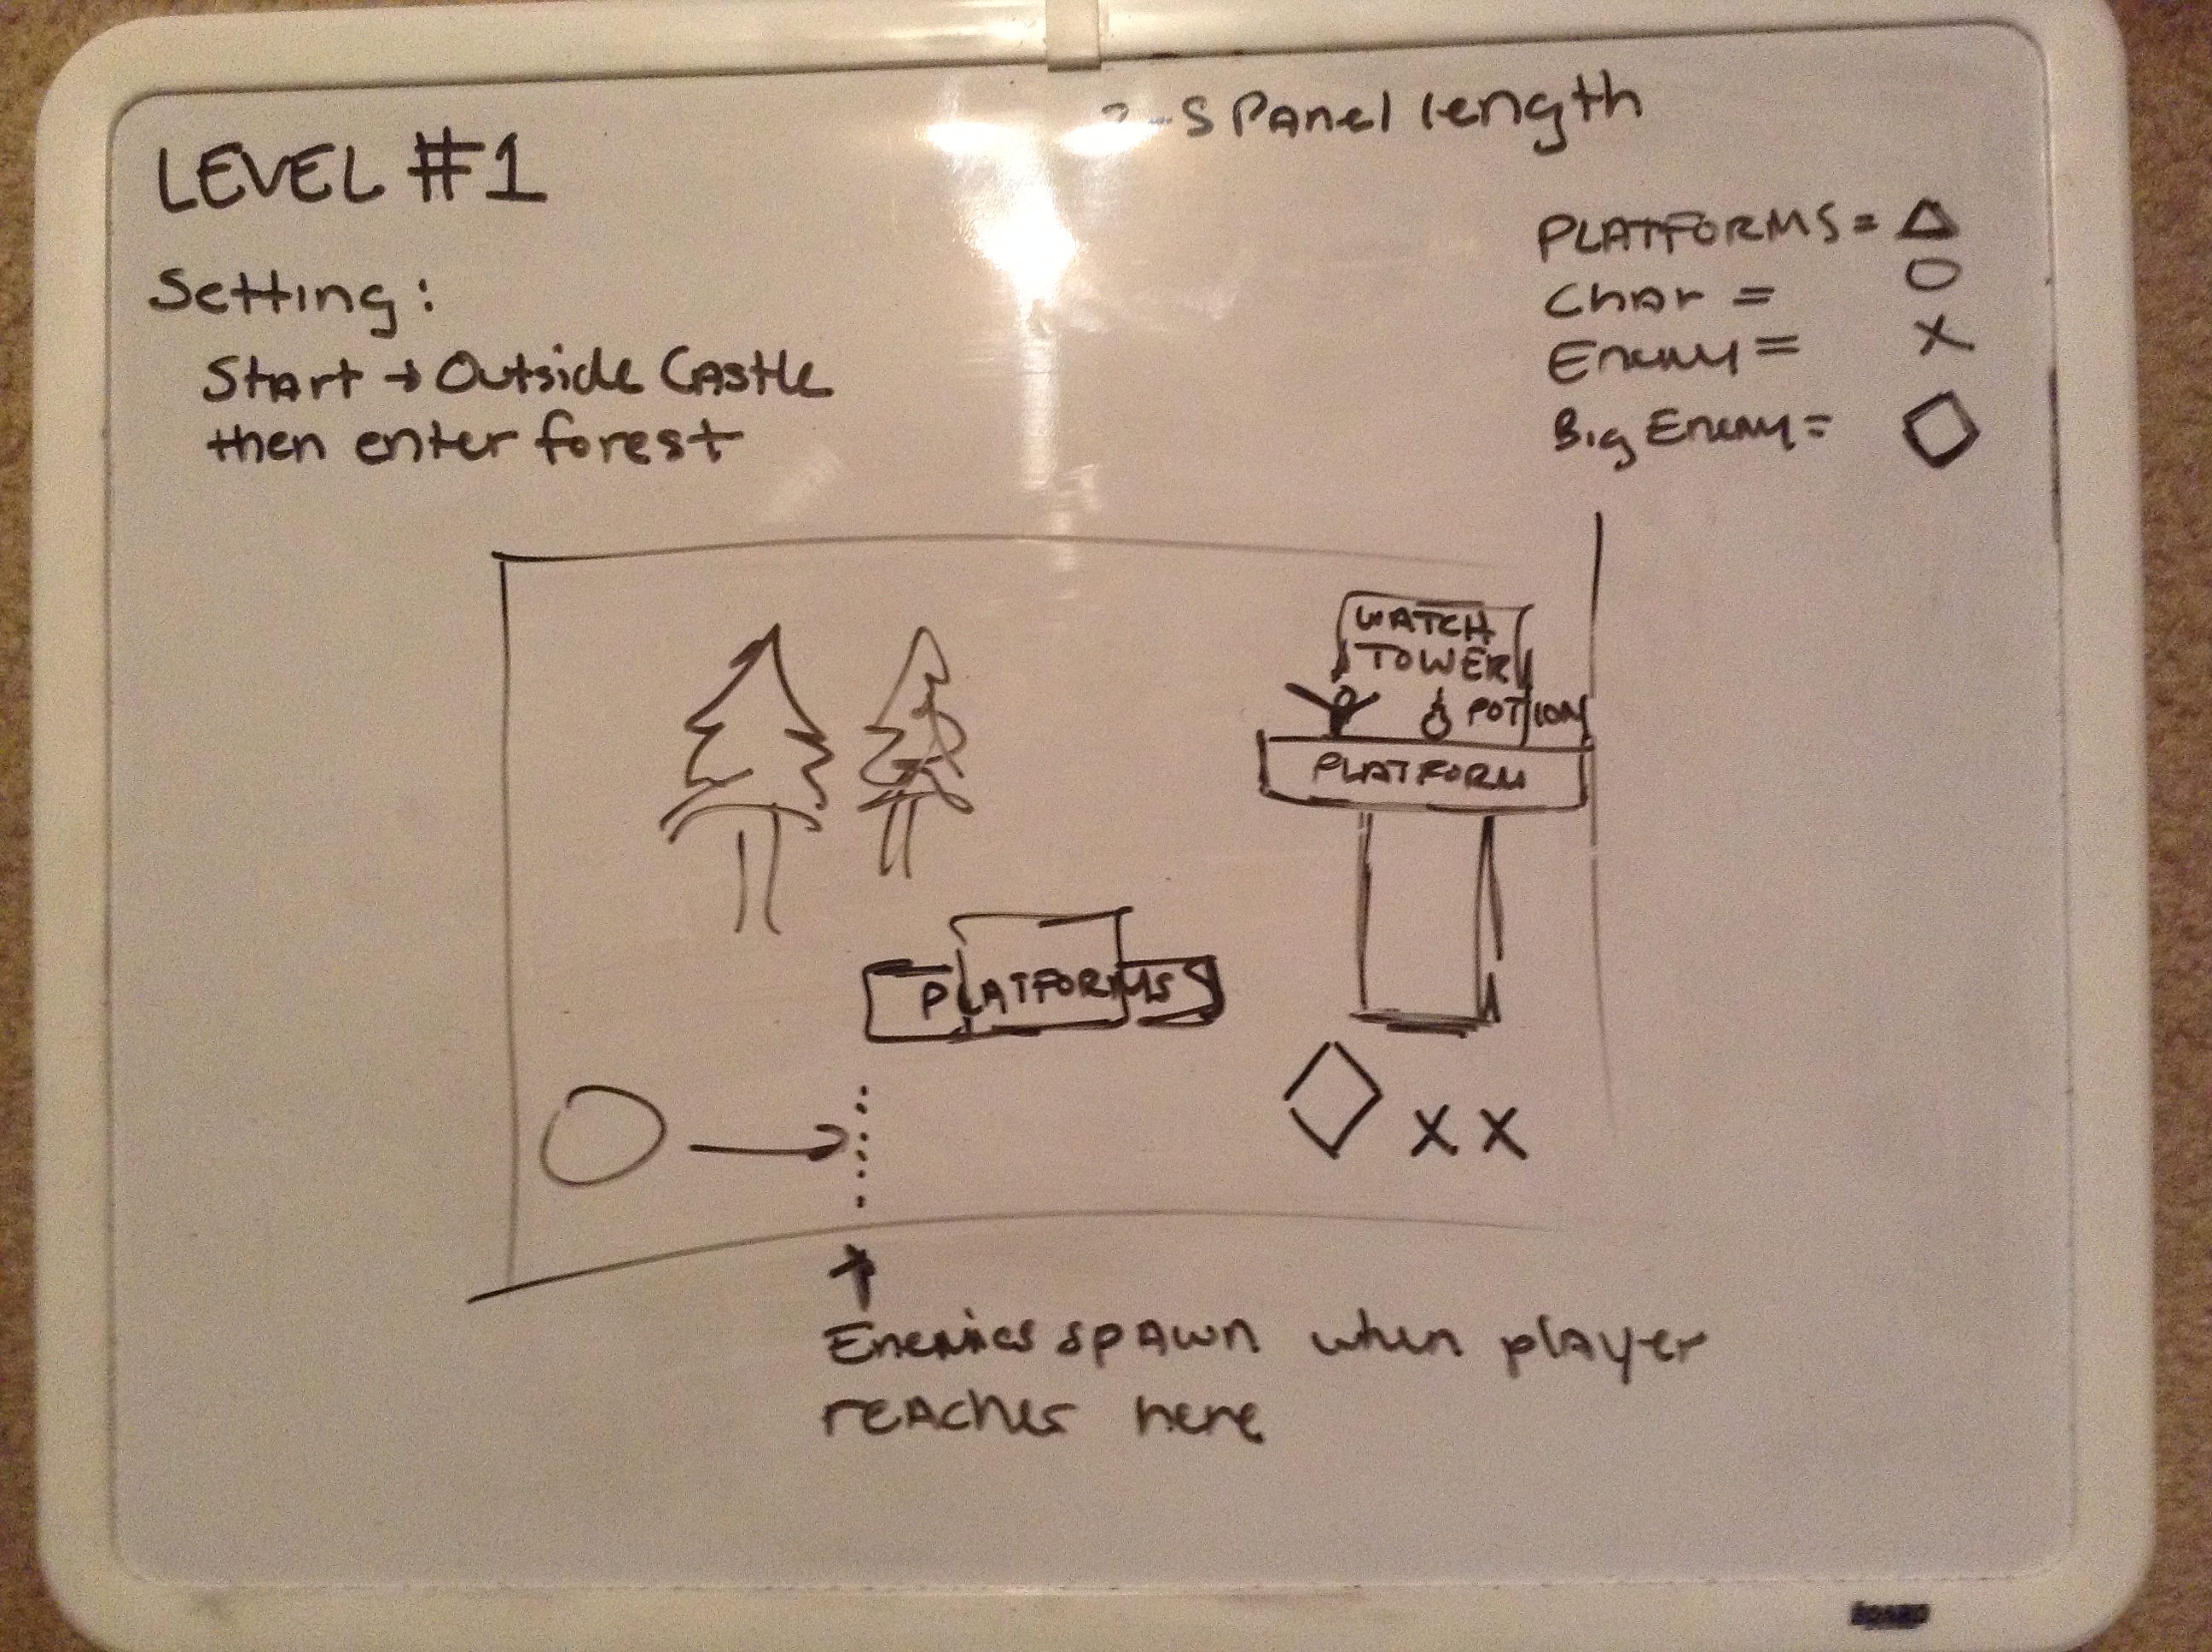 LEVEL #1
Setting:
Start → Outside Castle
then enter forest
Panel length
PLATFORMS = △
Char = ○
Enemy = X
Big Enemy = ◇
WATCH
TOWER
POTION
PLATFORM
PLATFORMS
X X
Enemies spawn when player
reaches here
BOARD